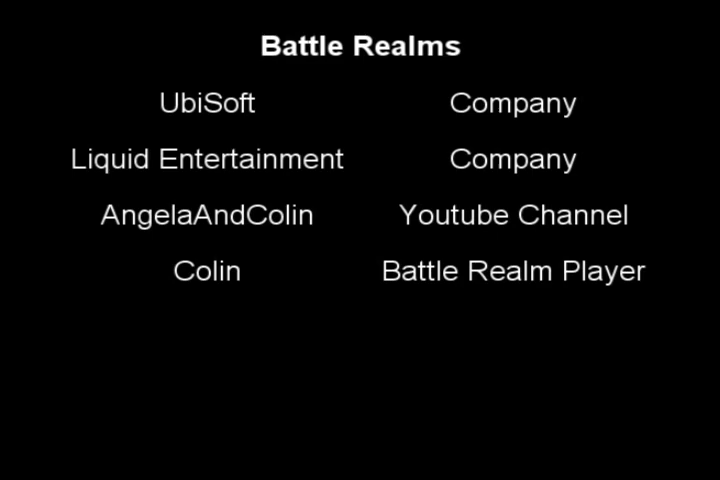 Battle Realms
UbiSoft Company
Liquid Entertainment Company
AngelaAndColin Youtube Channel
Colin Battle Realm Player